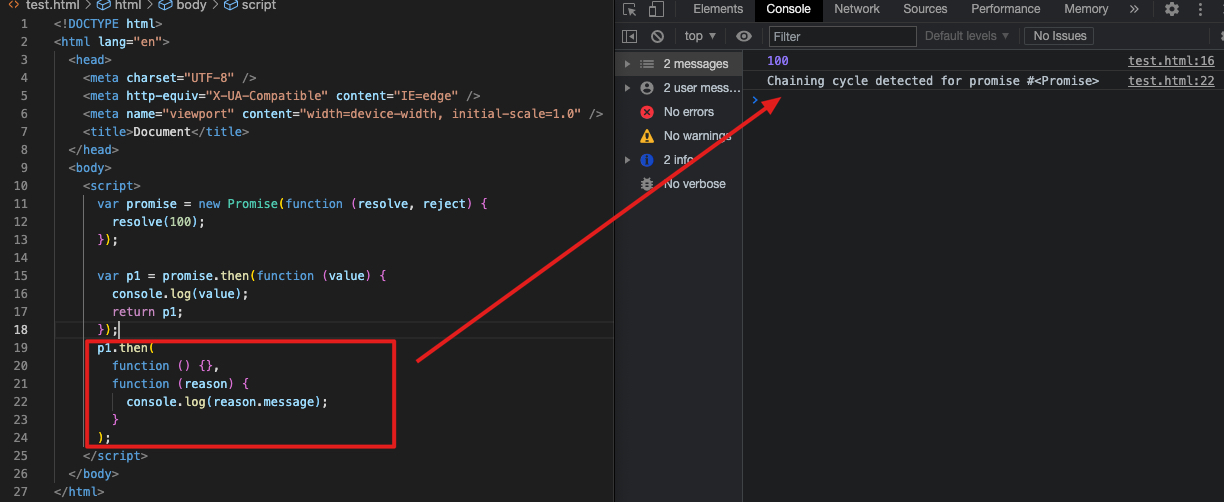 test.html > html > body > script
1 <!DOCTYPE html>
2 <html lang="en">
3 <head>
4 <meta charset="UTF-8" />
5 <meta http-equiv="X-UA-Compatible" content="IE=edge" />
6 <meta name="viewport" content="width=device-width, initial-scale=1.0" />
7 <title>Document</title>
8 </head>
9 <body>
10 <script>
11 var promise = new Promise(function (resolve, reject) {
12 resolve(100);
13 });
14
15 var p1 = promise.then(function (value) {
16 console.log(value);
17 return p1;
18 });
19 p1.then(
20 function () {},
21 function (reason) {
22 console.log(reason.message);
23 }
24 );
25 </script>
26 </body>
27 </html>
Elements Console Network Sources Performance Memory »
top ▼ Filter Default levels ▼ No Issues
2 messages
2 user mess...
No errors
No warnings
2 info
No verbose
100 test.html:16
Chaining cycle detected for promise #<Promise> test.html:22
>